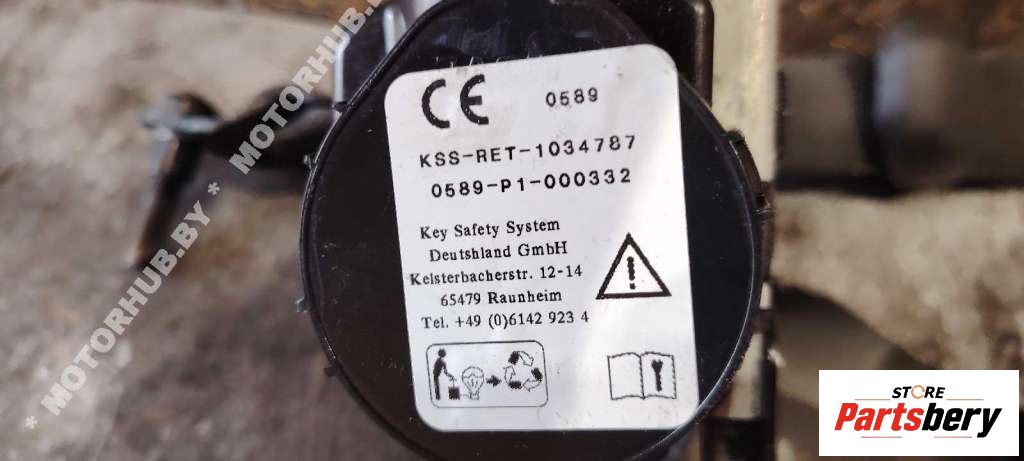 CE 0589
KSS-RET-1034787
0589-P1-000332
Key Safety System
Deutshland GmbH
Kelsterbacherstr. 12-14
65479 Raunheim
Tel. +49 (0)6142 923 4
* MOTORHUB.BY * MOTORHUB.BY
STORE
Partsbery